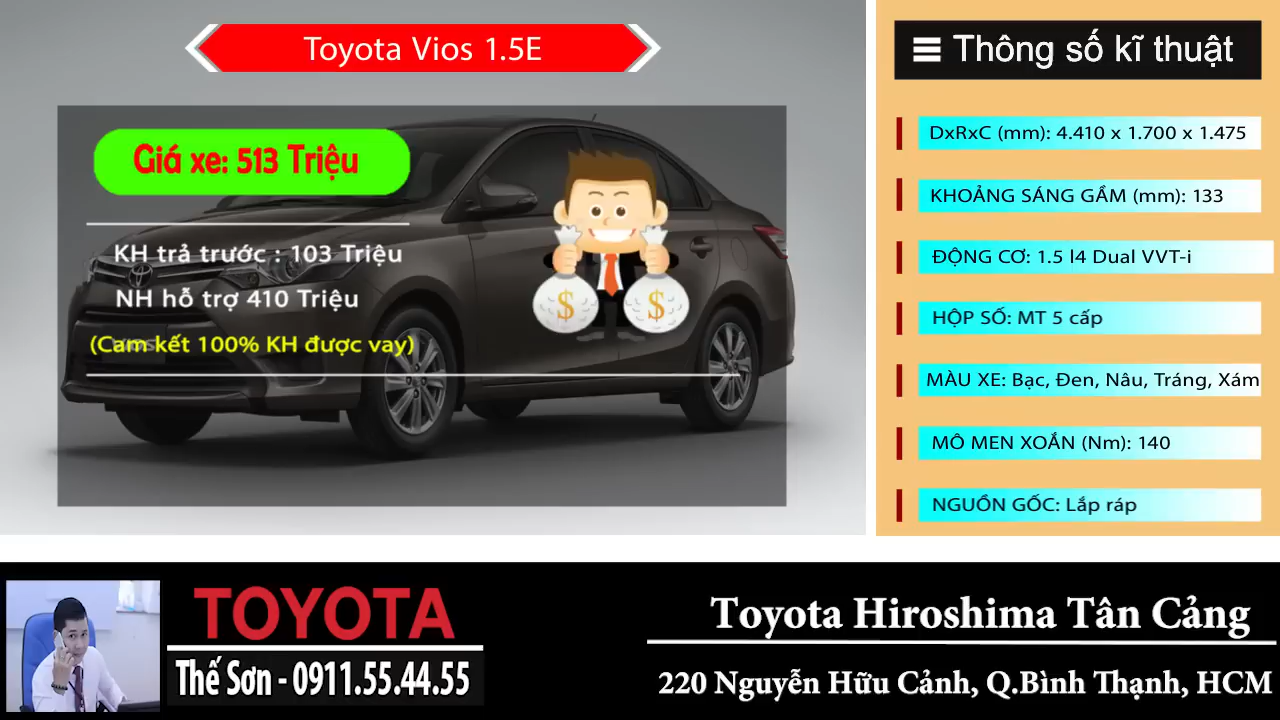 Toyota Vios 1.5E
Giá xe: 513 Triệu
KH trả trước : 103 Triệu
NH hỗ trợ 410 Triệu
(Cam kết 100% KH được vay)
$ $
Thông số kĩ thuật
DxRxC (mm): 4.410 x 1.700 x 1.475
KHOẢNG SÁNG GẦM (mm): 133
ĐỘNG CƠ: 1.5 l4 Dual VVT-i
HỘP SỐ: MT 5 cấp
MÀU XE: Bạc, Đen, Nâu, Tráng, Xám
MÔ MEN XOẮN (Nm): 140
NGUỒN GỐC: Lắp ráp
TOYOTA
Thế Sơn - 0911.55.44.55
Toyota Hiroshima Tân Cảng
220 Nguyễn Hữu Cảnh, Q.Bình Thạnh, HCM